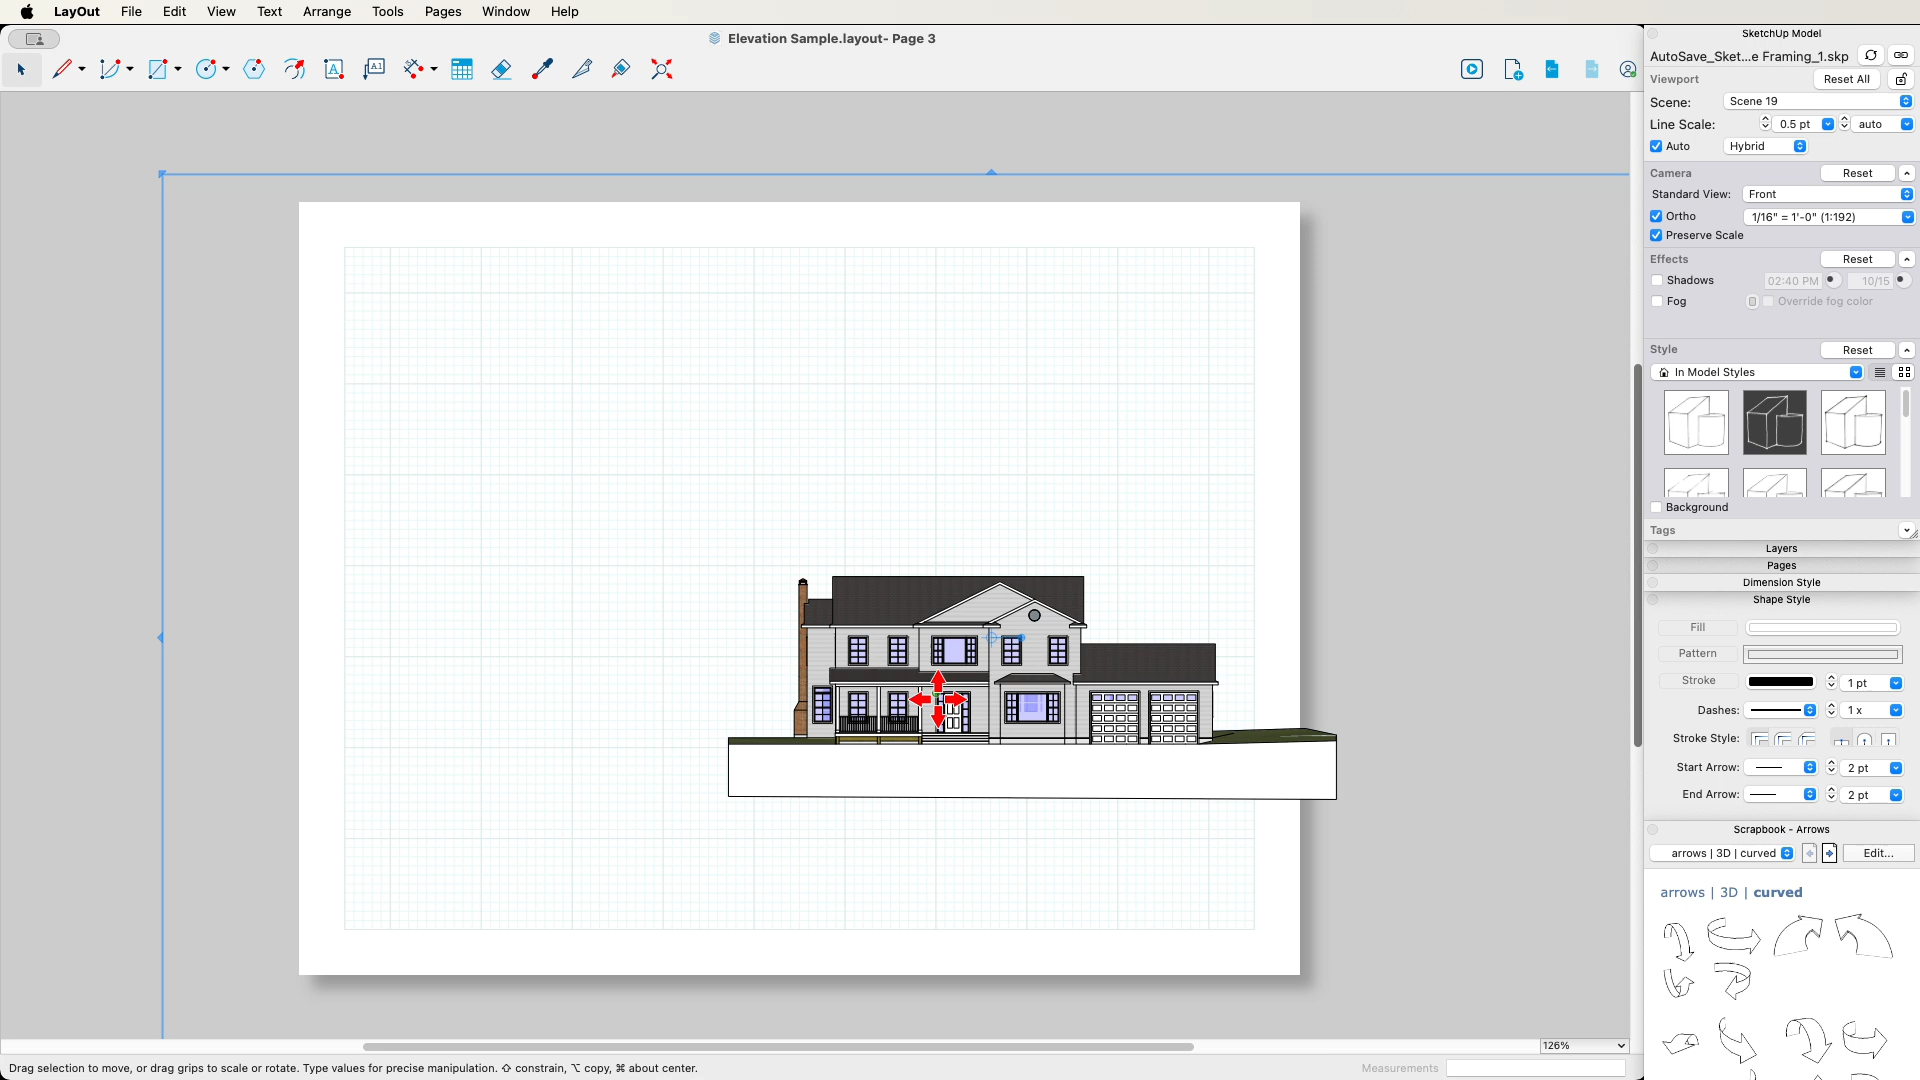 LayOut File Edit View Text Arrange Tools Pages Window Help
Elevation Sample.layout- Page 3
A
A1
SketchUp Model
AutoSave_Sket...e Framing_1.skp
Viewport Reset All
Scene: Scene 19
Line Scale: 0.5 pt auto
Auto Hybrid
Camera Reset
Standard View: Front
Ortho 1/16" = 1'-0" (1:192)
Preserve Scale
Effects Reset
Shadows 02:40 PM 10/15
Fog Override fog color
Style Reset
In Model Styles
Background
Tags
Layers
Pages
Dimension Style
Shape Style
Fill
Pattern
Stroke 1 pt
Dashes: 1 x
Stroke Style:
Start Arrow: 2 pt
End Arrow: 2 pt
Scrapbook - Arrows
arrows | 3D | curved Edit...
arrows | 3D | curved
126%
Drag selection to move, or drag grips to scale or rotate. Type values for precise manipulation. ⇧ constrain, ⌥ copy, ⌘ about center.
Measurements